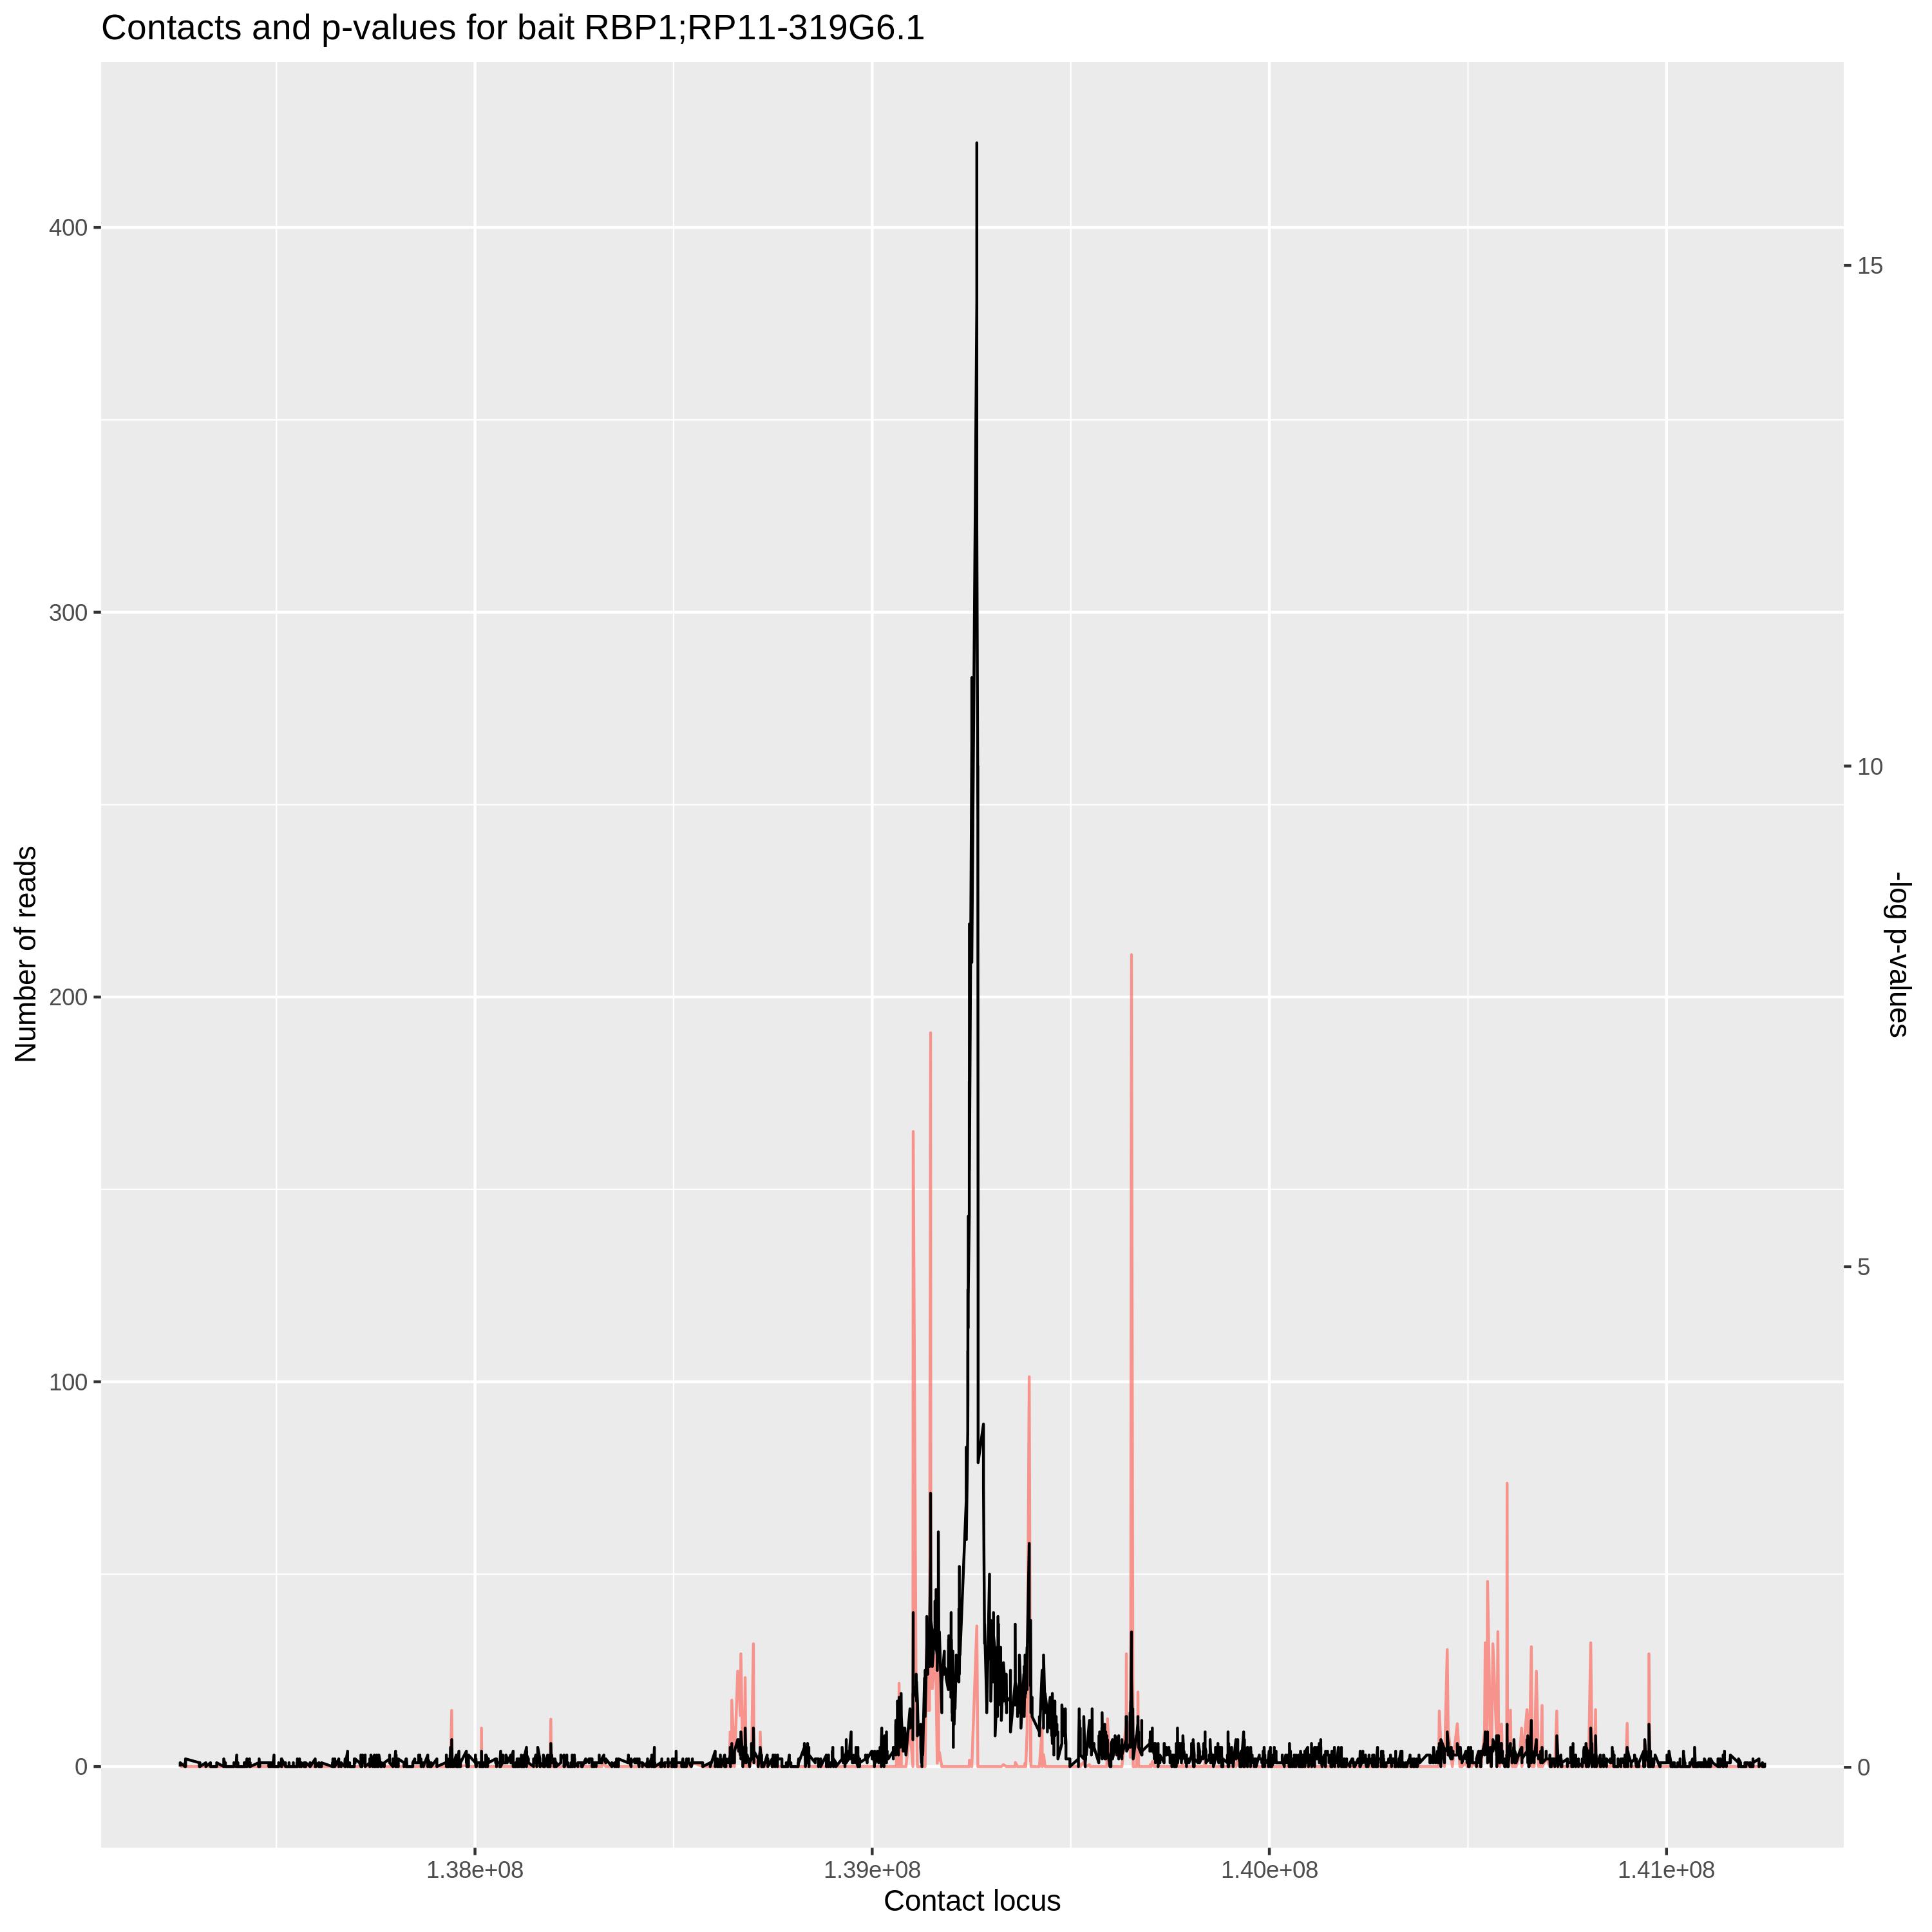 Contacts and p-values for bait RBP1;RP11-319G6.1
Number of reads
400
300
200
100
0
15
10
5
0
-log p-values
1.38e+08
1.39e+08
1.40e+08
1.41e+08
Contact locus